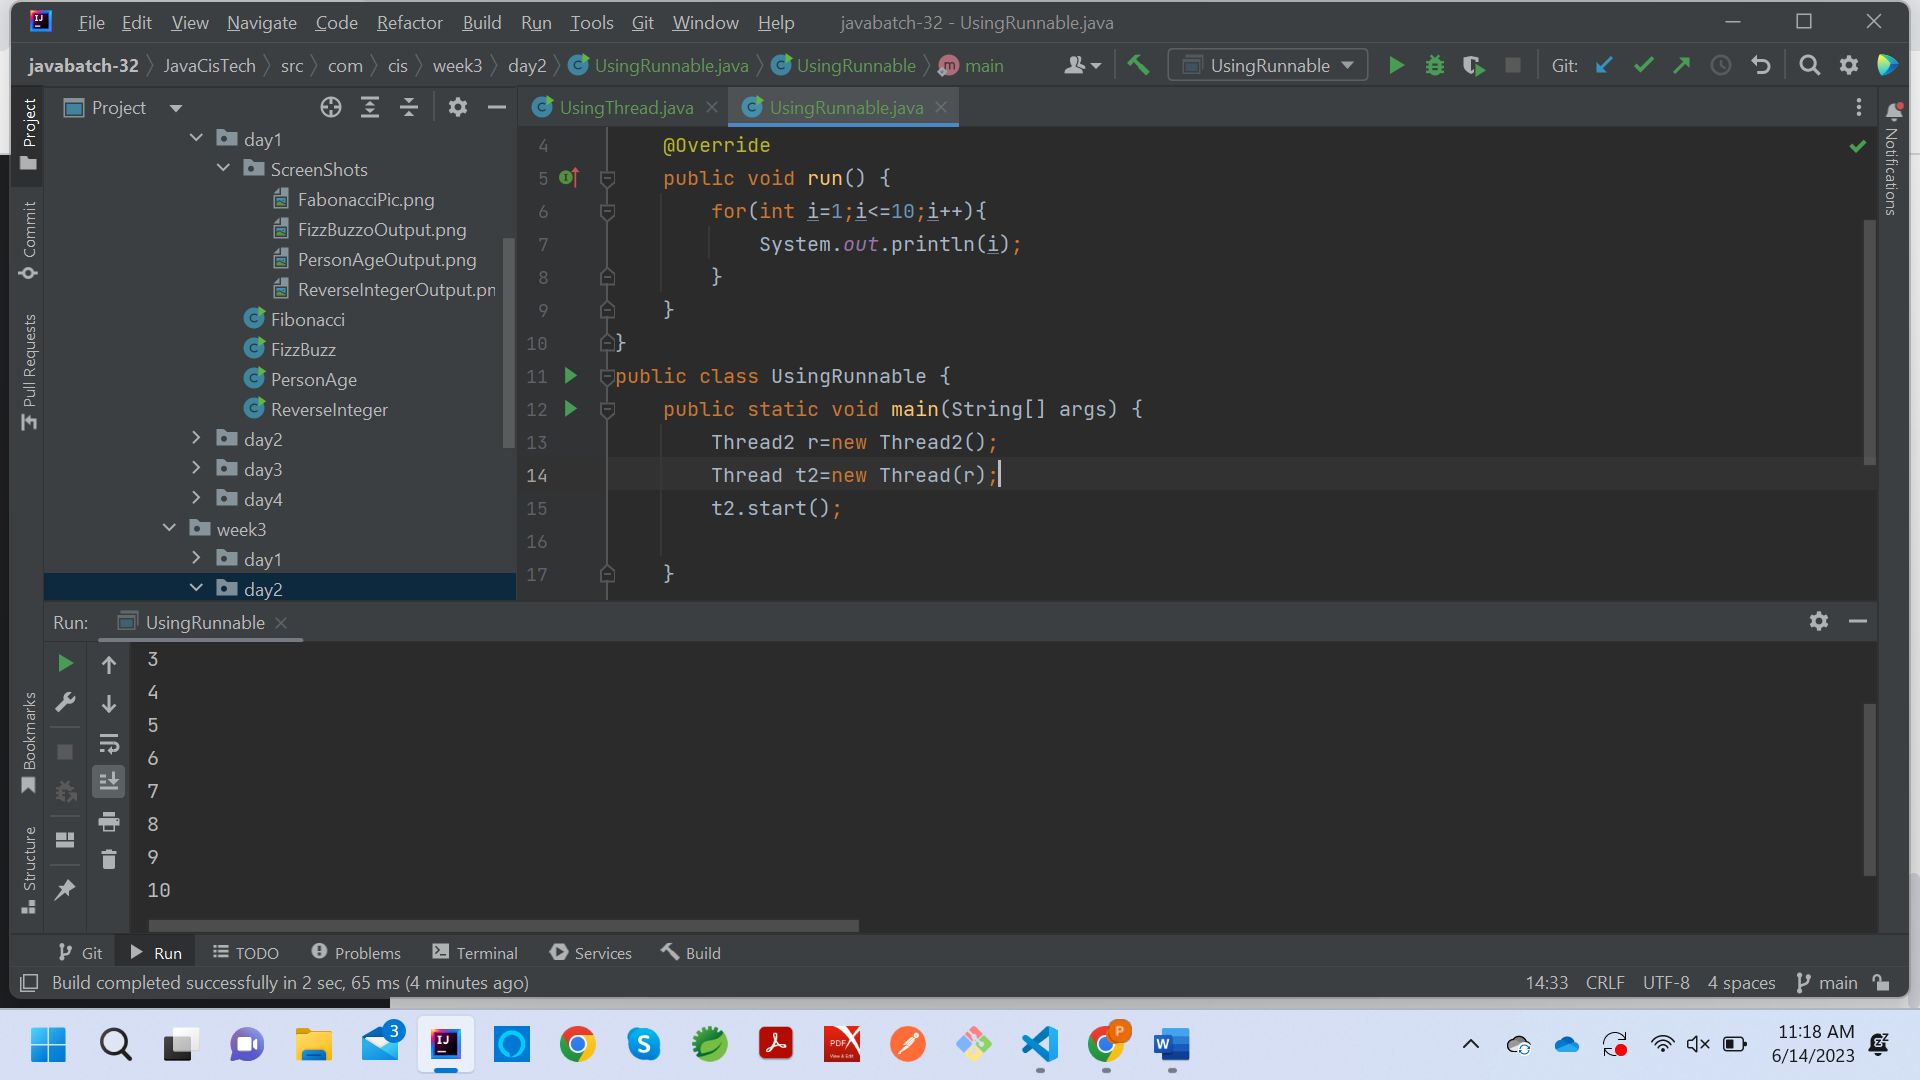 File Edit View Navigate Code Refactor Build Run Tools Git Window Help javabatch-32 - UsingRunnable.java
javabatch-32 JavaCisTech src com cis week3 day2 UsingRunnable.java UsingRunnable main UsingRunnable Git:
Project
UsingThread.java UsingRunnable.java
day1
ScreenShots
FabonacciPic.png
FizzBuzzoOutput.png
PersonAgeOutput.png
ReverseIntegerOutput.pn
Fibonacci
FizzBuzz
PersonAge
ReverseInteger
day2
day3
day4
week3
day1
day2
4 @Override
5 public void run() {
6 for(int i=1;i<=10;i++){
7 System.out.println(i);
8 }
9 }
10 }
11 public class UsingRunnable {
12 public static void main(String[] args) {
13 Thread2 r=new Thread2();
14 Thread t2=new Thread(r);
15 t2.start();
16
17 }
Project
Commit
Pull Requests
Bookmarks
Structure
Notifications
Run: UsingRunnable
3
4
5
6
7
8
9
10
Git Run TODO Problems Terminal Services Build
Build completed successfully in 2 sec, 65 ms (4 minutes ago) 14:33 CRLF UTF-8 4 spaces main
3
11:18 AM
6/14/2023